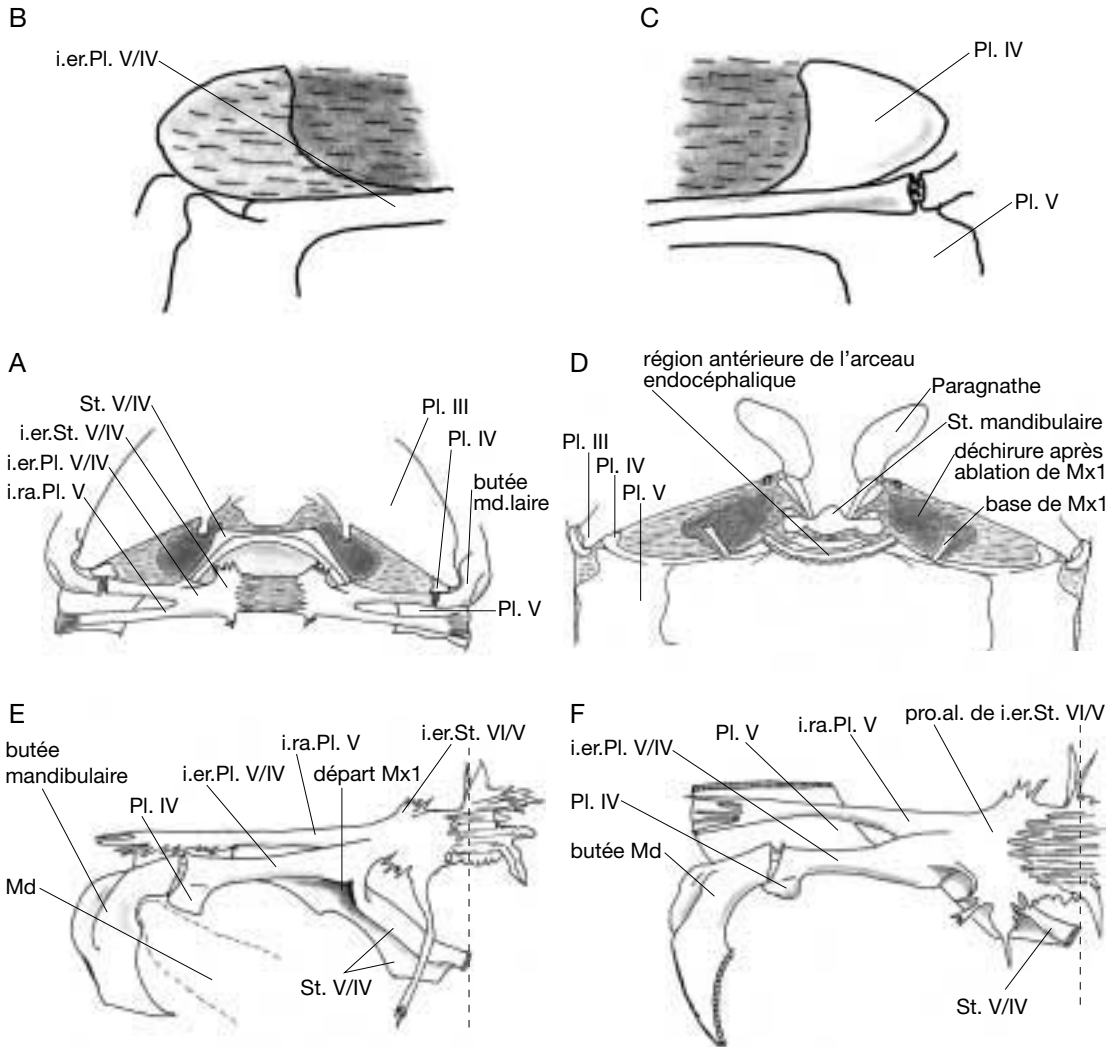 B
i.er.Pl. V/IV
C
Pl. IV
Pl. V
A
St. V/IV
i.er.St. V/IV
i.er.Pl. V/IV
i.ra.Pl. V
Pl. III
Pl. IV
butée
md.laire
Pl. V
D
région antérieure de l’arceau
endocéphalique
Paragnathe
St. mandibulaire
déchirure après
ablation de Mx1
base de Mx1
Pl. III
Pl. IV
Pl. V
E
butée
mandibulaire
Pl. IV
i.er.Pl. V/IV
i.ra.Pl. V
départ Mx1
i.er.St. VI/V
Md
St. V/IV
F
pro.al. de i.er.St. VI/V
i.ra.Pl. V
Pl. V
i.er.Pl. V/IV
Pl. IV
butée Md
St. V/IV